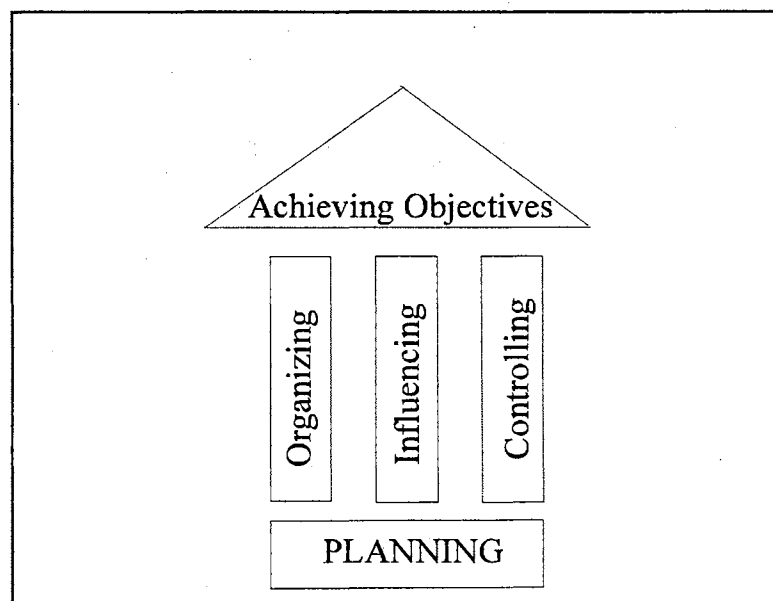 Achieving Objectives
Organizing
Influencing
Controlling
PLANNING